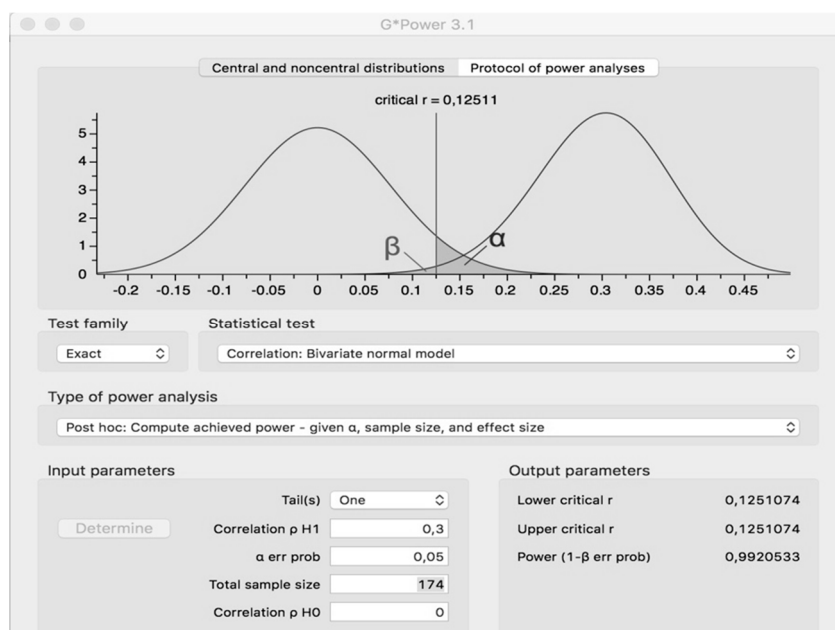 G*Power 3.1
Central and noncentral distributions Protocol of power analyses
critical r = 0,12511
5
4
3
2
1
0
β α
-0.2 -0.15 -0.1 -0.05 0 0.05 0.1 0.15 0.2 0.25 0.3 0.35 0.4 0.45
Test family Statistical test
Exact Correlation: Bivariate normal model
Type of power analysis
Post hoc: Compute achieved power - given α, sample size, and effect size
Input parameters Output parameters
Tail(s) One Lower critical r 0,1251074
Determine Correlation ρ H1 0,3 Upper critical r 0,1251074
α err prob 0,05 Power (1-β err prob) 0,9920533
Total sample size 174
Correlation ρ H0 0